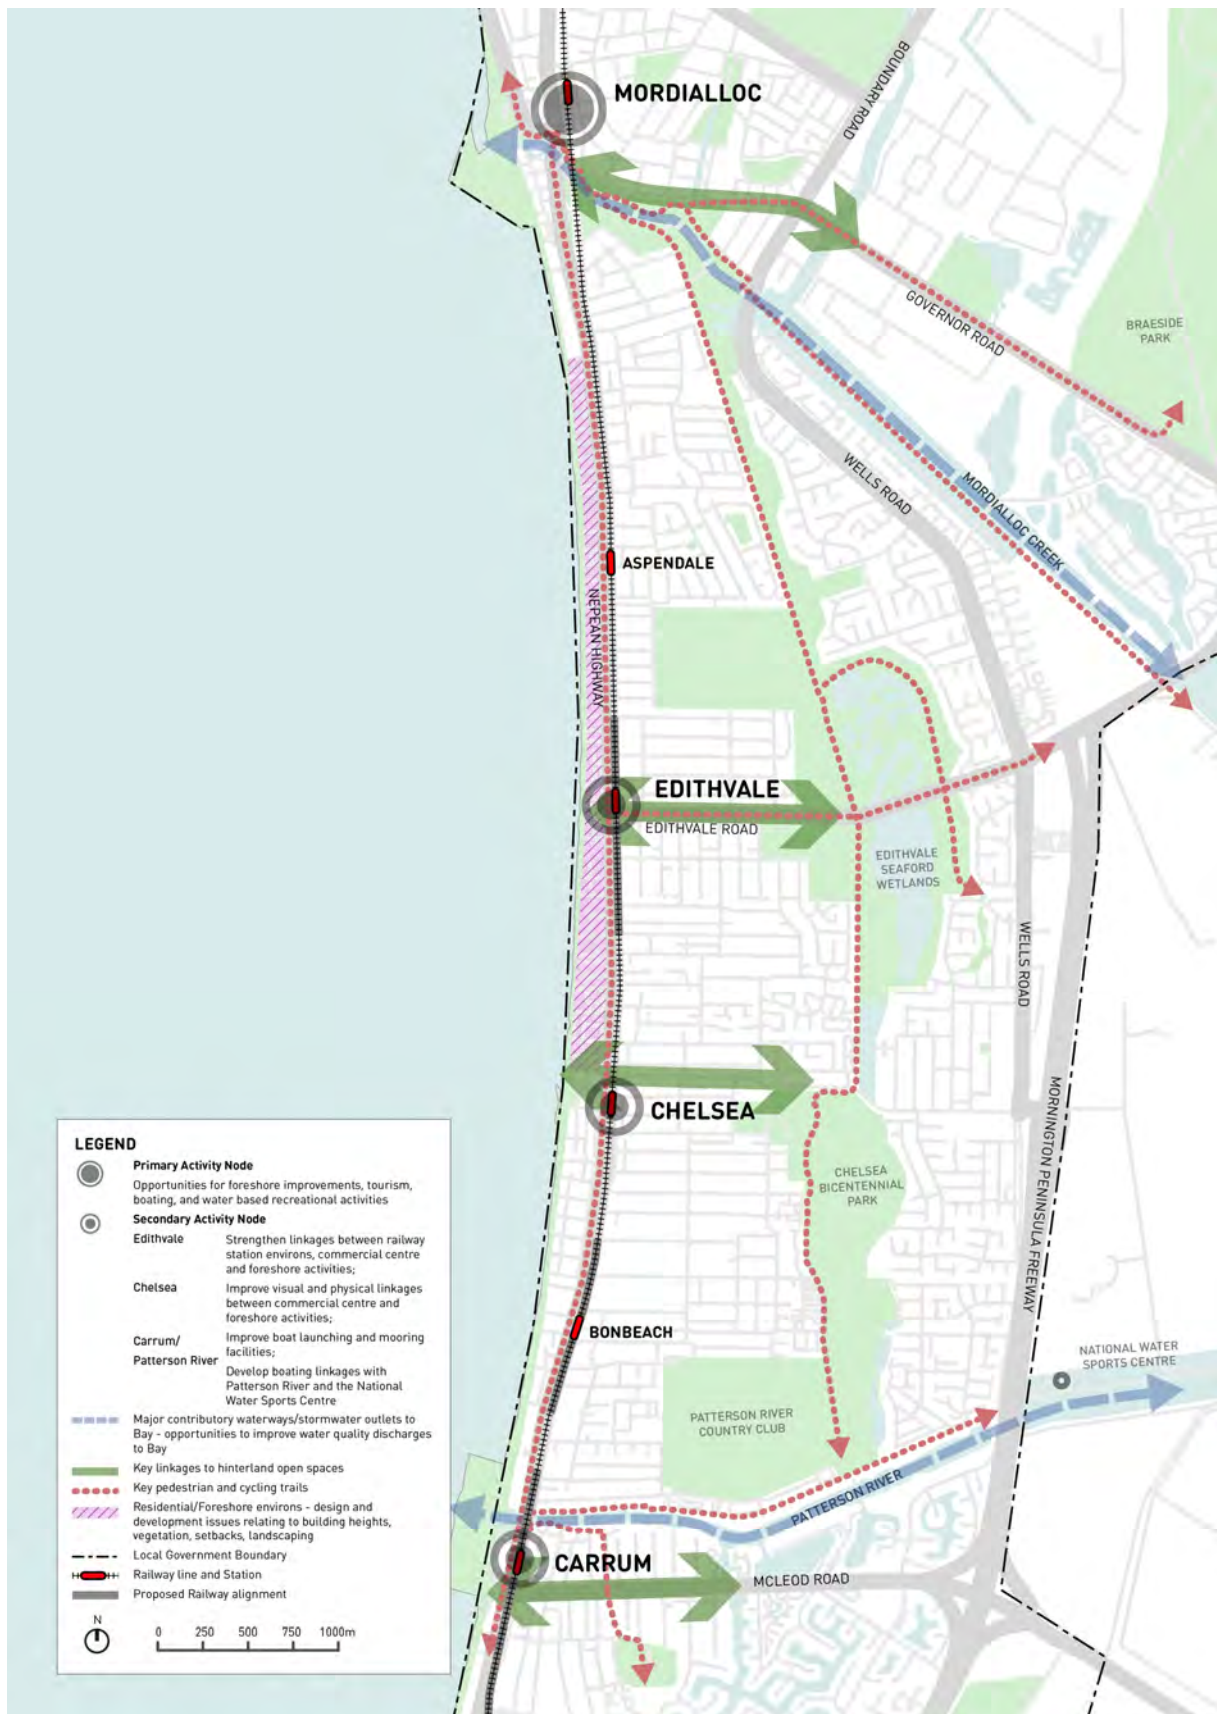 MORDIALLOC
BOUNDARY ROAD
GOVERNOR ROAD
BRAESIDE
PARK
WELLS ROAD
MORDIALLOC CREEK
ASPENDALE
NEPEAN HIGHWAY
EDITHVALE
EDITHVALE ROAD
EDITHVALE
SEAFORD
WETLANDS
WELLS ROAD
MORNINGTON PENINSULA FREEWAY
CHELSEA
CHELSEA
BICENTENNIAL
PARK
BONBEACH
NATIONAL WATER
SPORTS CENTRE
PATTERSON RIVER
COUNTRY CLUB
PATTERSON RIVER
CARRUM
MCLEOD ROAD
LEGEND
Primary Activity Node
Opportunities for foreshore improvements, tourism,
boating, and water based recreational activities
Secondary Activity Node
Edithvale Strengthen linkages between railway
station environs, commercial centre
and foreshore activities;
Chelsea Improve visual and physical linkages
between commercial centre and
foreshore activities;
Carrum/ Improve boat launching and mooring
Patterson River facilities;
Develop boating linkages with
Patterson River and the National
Water Sports Centre
Major contributory waterways/stormwater outlets to
Bay - opportunities to improve water quality discharges
to Bay
Key linkages to hinterland open spaces
Key pedestrian and cycling trails
Residential/Foreshore environs - design and
development issues relating to building heights,
vegetation, setbacks, landscaping
Local Government Boundary
Railway line and Station
Proposed Railway alignment
N
0 250 500 750 1000m